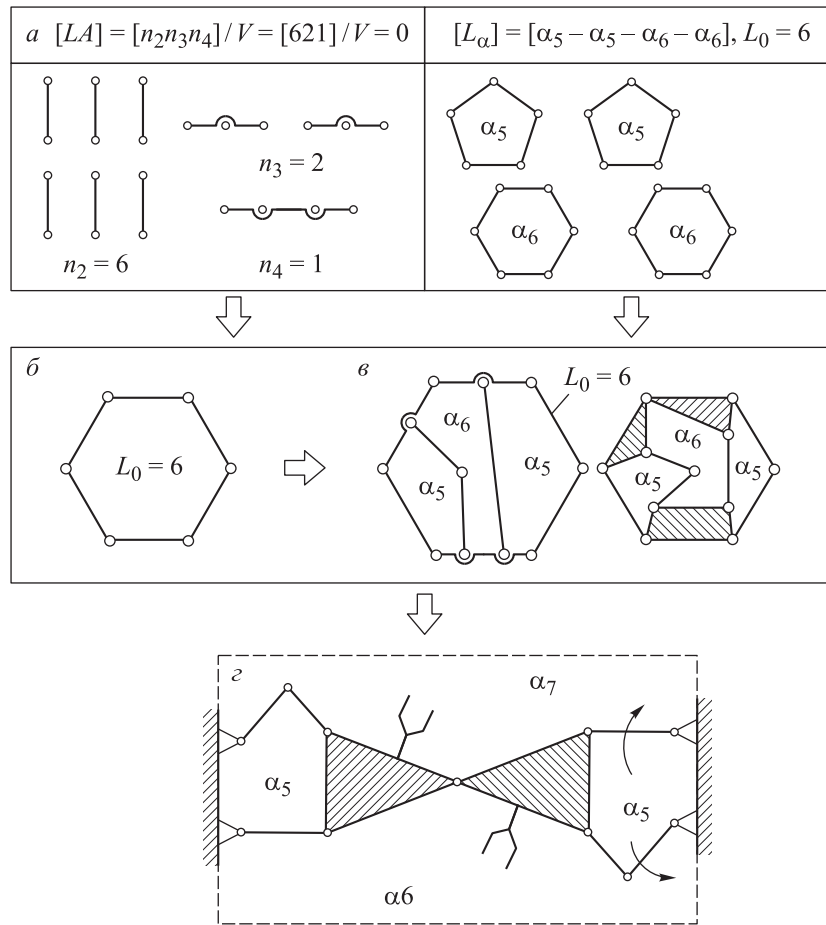 а [LA] = [n₂n₃n₄] / V = [621] / V = 0
[Lα] = [α₅ – α₅ – α₆ – α₆], L₀ = 6
n₃ = 2
n₂ = 6
n₄ = 1
α₅ α₅
α₆ α₆
б
L₀ = 6
в
L₀ = 6
α₆
α₅
α₅
α₆
α₅
α₅
г
α₇
α₅
α₅
α6